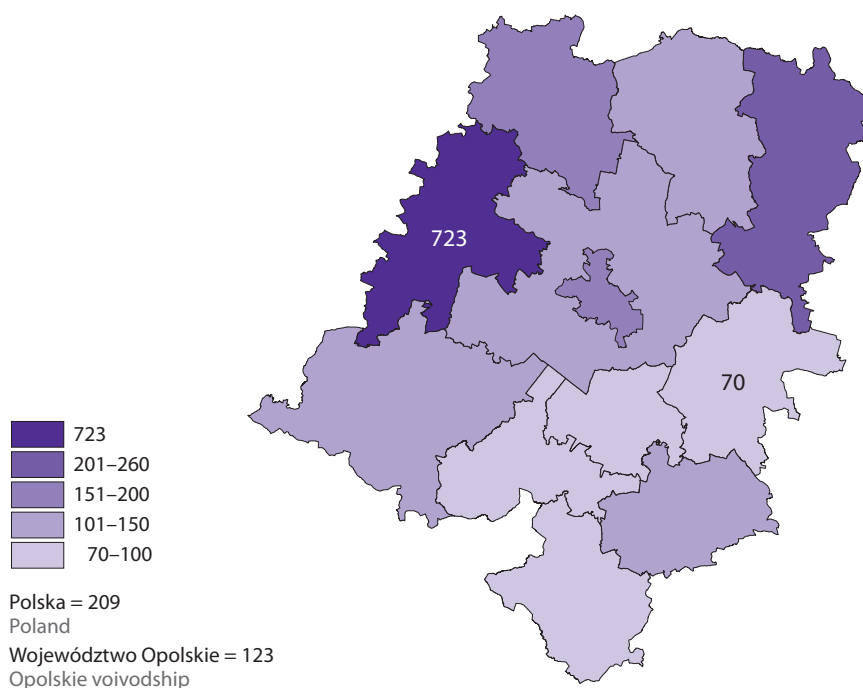 723
70
723
201–260
151–200
101–150
70–100
Polska = 209
Poland
Województwo Opolskie = 123
Opolskie voivodship